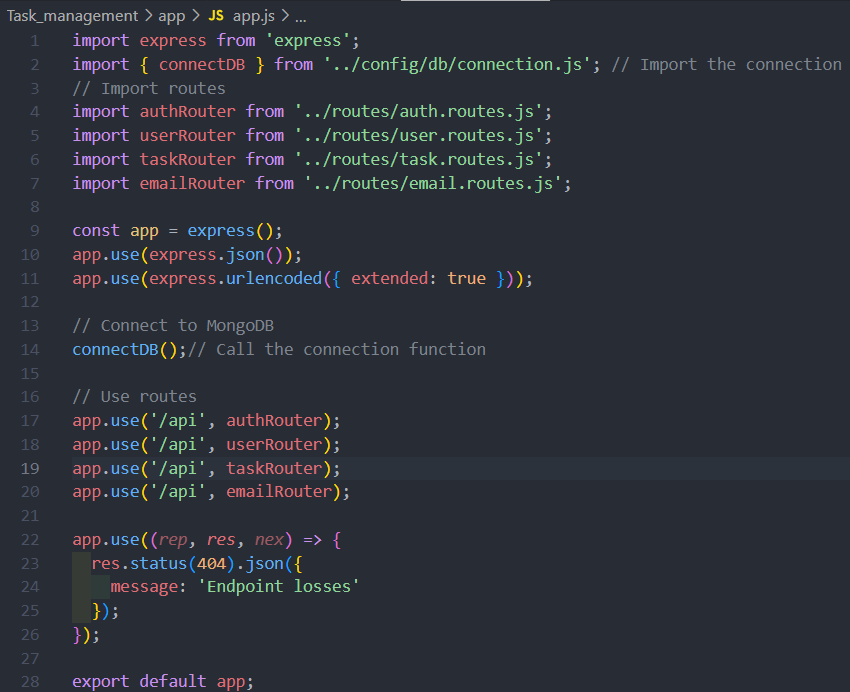 Task_management > app > JS app.js > ...
1 import express from 'express';
2 import { connectDB } from '../config/db/connection.js'; // Import the connection
3 // Import routes
4 import authRouter from '../routes/auth.routes.js';
5 import userRouter from '../routes/user.routes.js';
6 import taskRouter from '../routes/task.routes.js';
7 import emailRouter from '../routes/email.routes.js';
8
9 const app = express();
10 app.use(express.json());
11 app.use(express.urlencoded({ extended: true }));
12
13 // Connect to MongoDB
14 connectDB();// Call the connection function
15
16 // Use routes
17 app.use('/api', authRouter);
18 app.use('/api', userRouter);
19 app.use('/api', taskRouter);
20 app.use('/api', emailRouter);
21
22 app.use((rep, res, nex) => {
23   res.status(404).json({
24     message: 'Endpoint losses'
25   });
26 });
27
28 export default app;